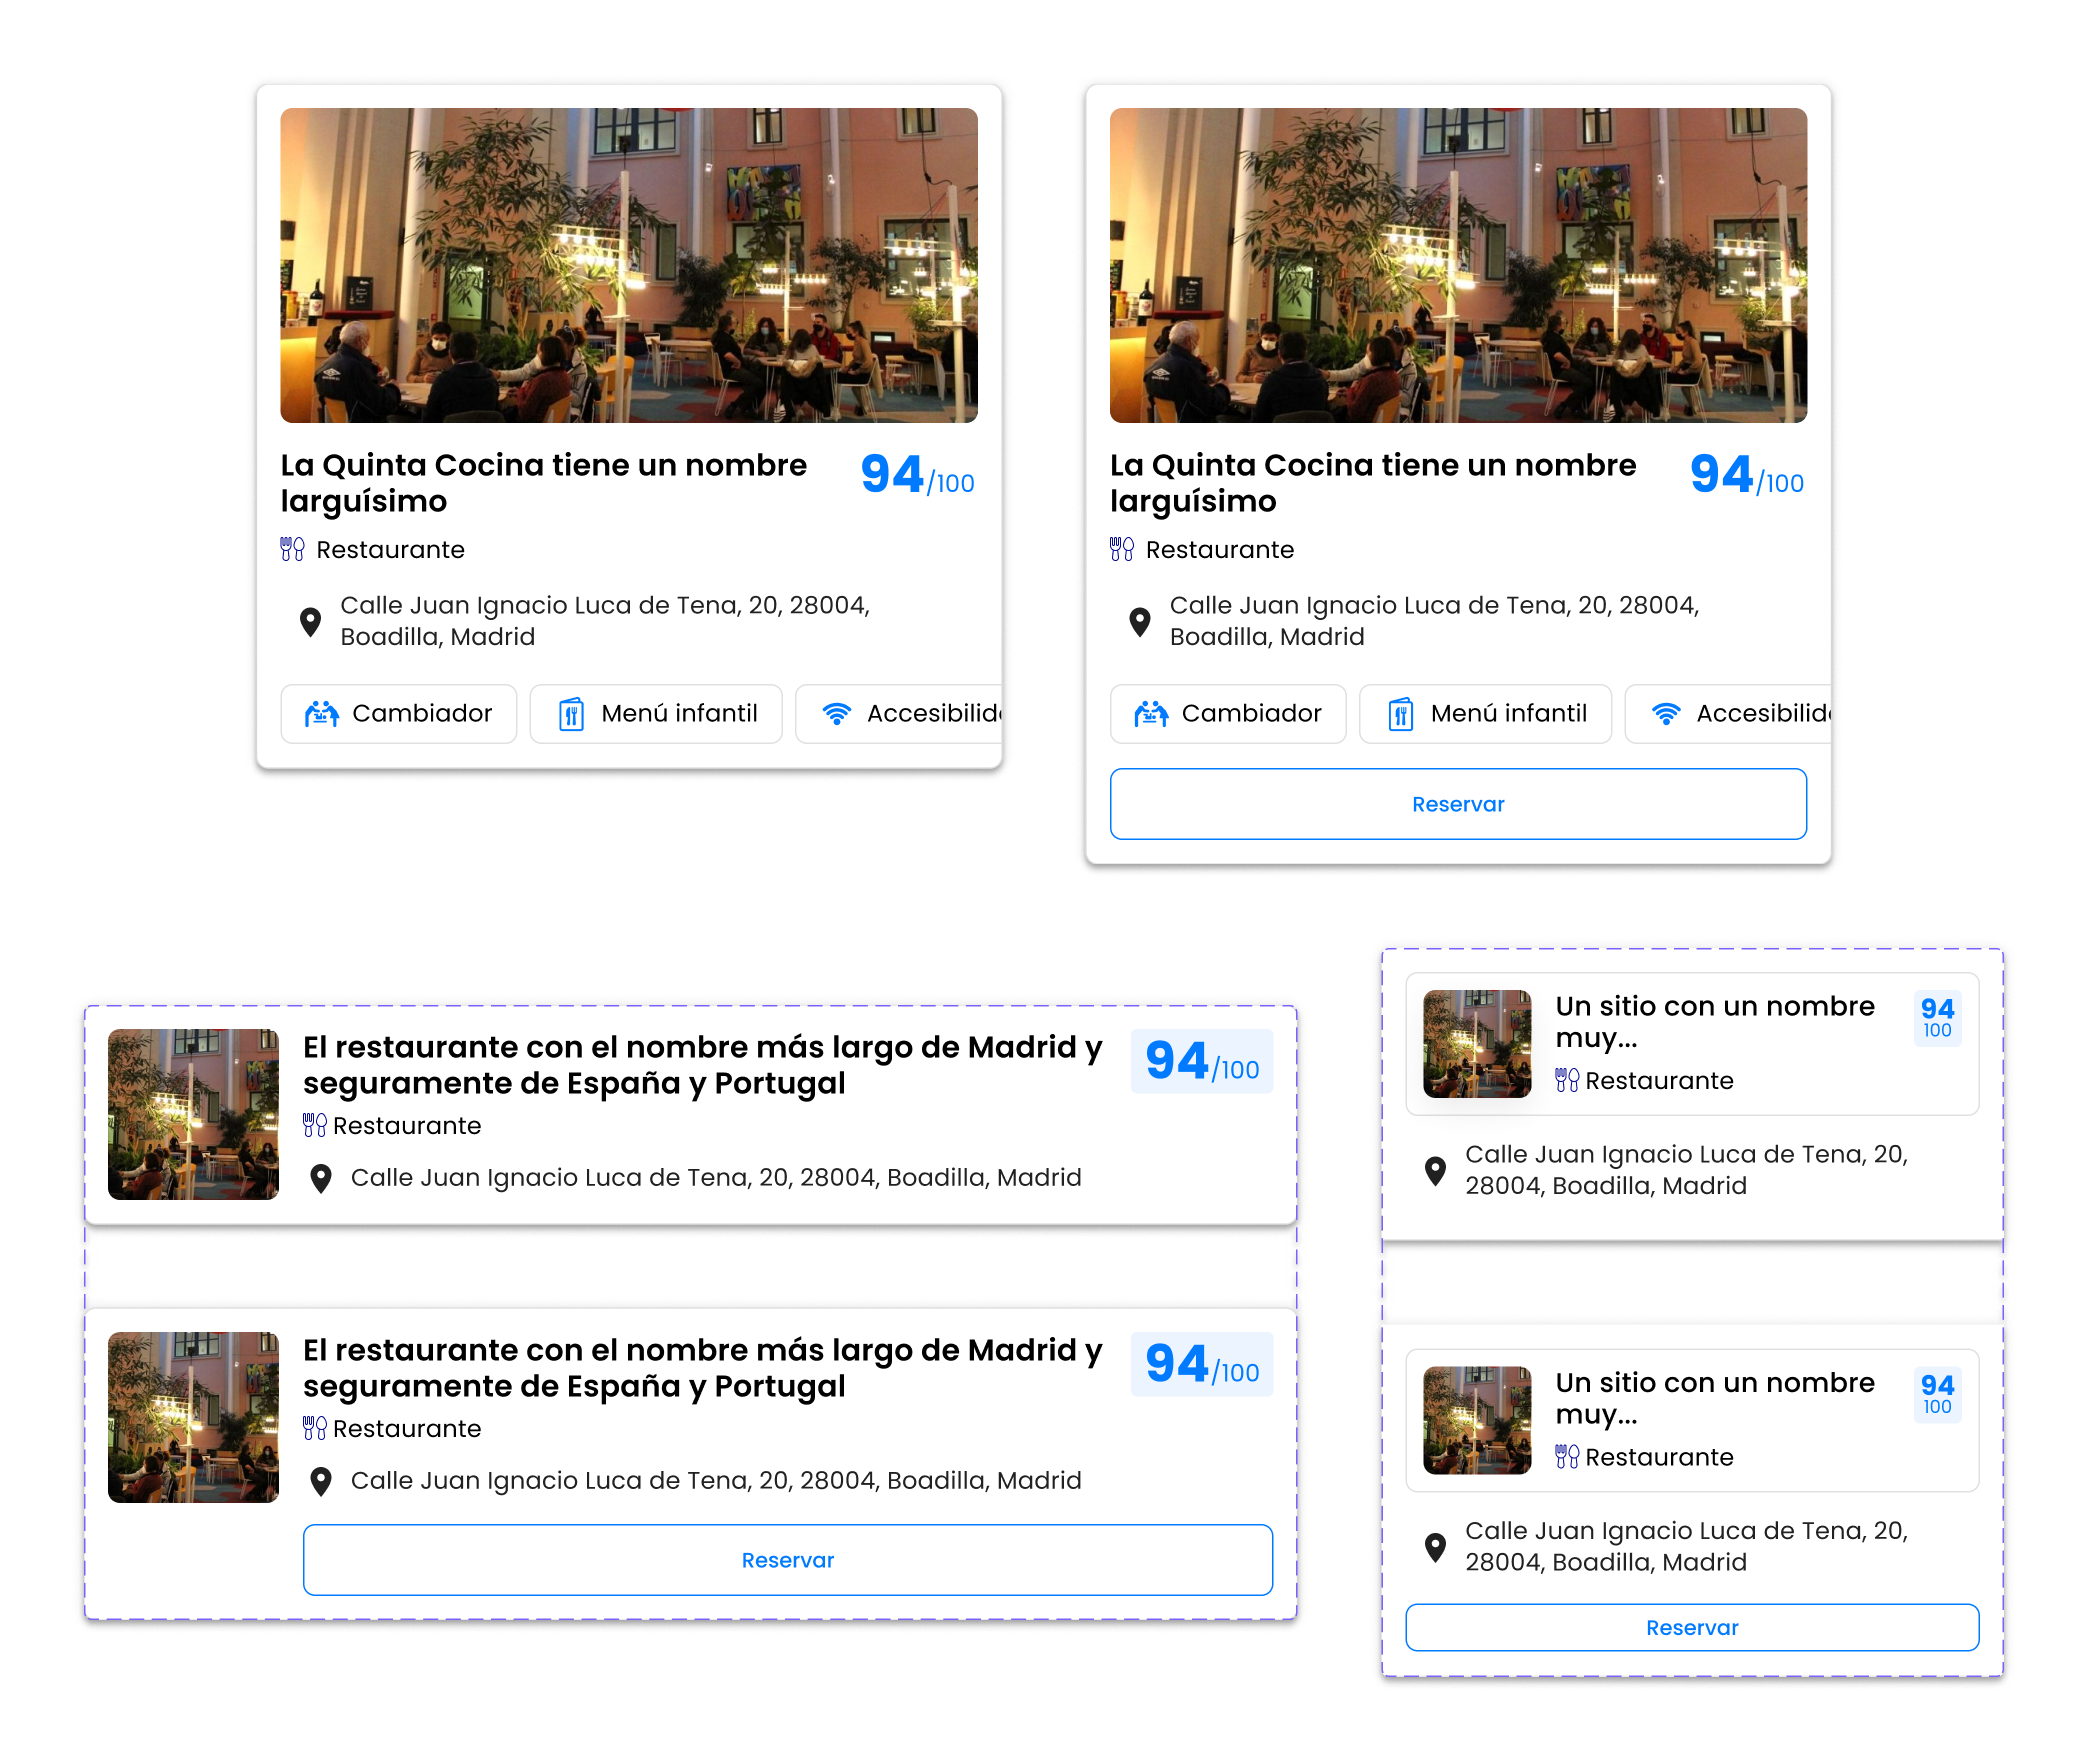 La Quinta Cocina tiene un nombre
larguísimo
94/100
Restaurante
Calle Juan Ignacio Luca de Tena, 20, 28004,
Boadilla, Madrid
Cambiador
Menú infantil
Accesibilid
La Quinta Cocina tiene un nombre
larguísimo
94/100
Restaurante
Calle Juan Ignacio Luca de Tena, 20, 28004,
Boadilla, Madrid
Cambiador
Menú infantil
Accesibilid
Reservar
El restaurante con el nombre más largo de Madrid y
seguramente de España y Portugal
94/100
Restaurante
Calle Juan Ignacio Luca de Tena, 20, 28004, Boadilla, Madrid
El restaurante con el nombre más largo de Madrid y
seguramente de España y Portugal
94/100
Restaurante
Calle Juan Ignacio Luca de Tena, 20, 28004, Boadilla, Madrid
Reservar
Un sitio con un nombre
muy...
94
100
Restaurante
Calle Juan Ignacio Luca de Tena, 20,
28004, Boadilla, Madrid
Un sitio con un nombre
muy...
94
100
Restaurante
Calle Juan Ignacio Luca de Tena, 20,
28004, Boadilla, Madrid
Reservar